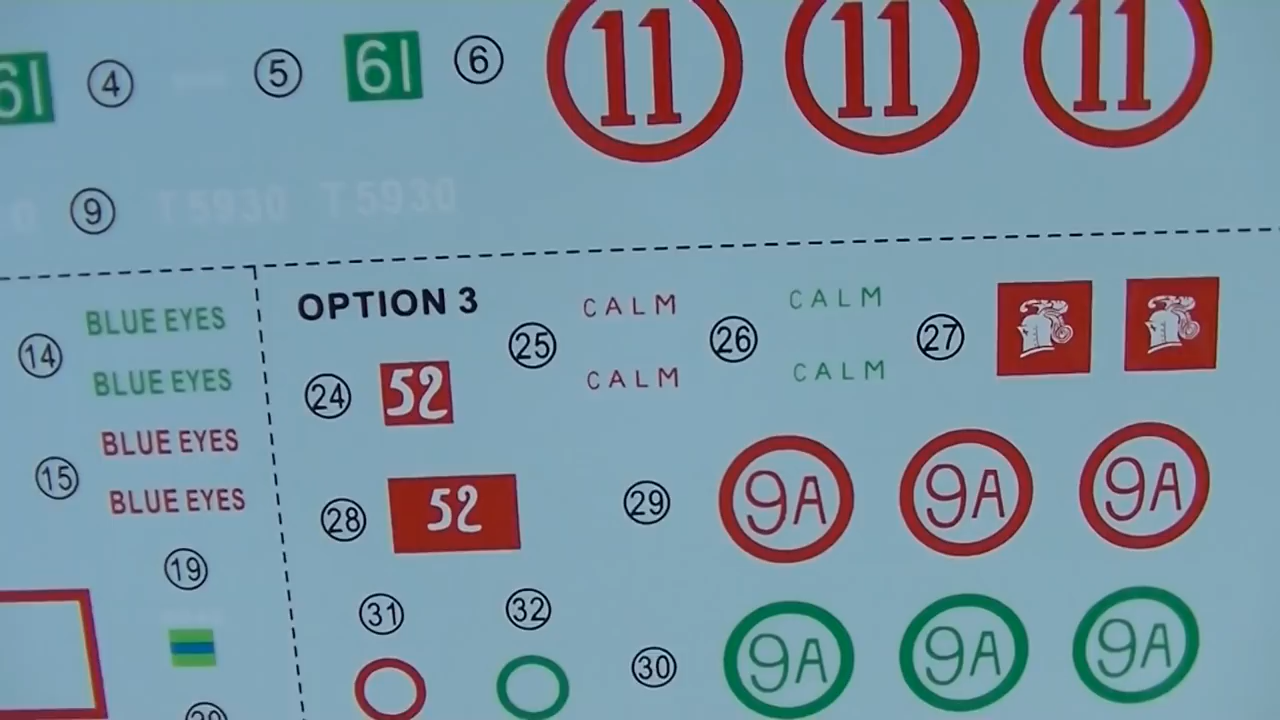 61 4 5 61 6 11 11 11
9 T5930 T5930
OPTION 3
14 BLUE EYES
BLUE EYES
15 BLUE EYES
BLUE EYES
19
24 52
25 CALM
CALM
26 CALM
CALM
27
28 52
29 9A 9A 9A
31 32
30 9A 9A 9A